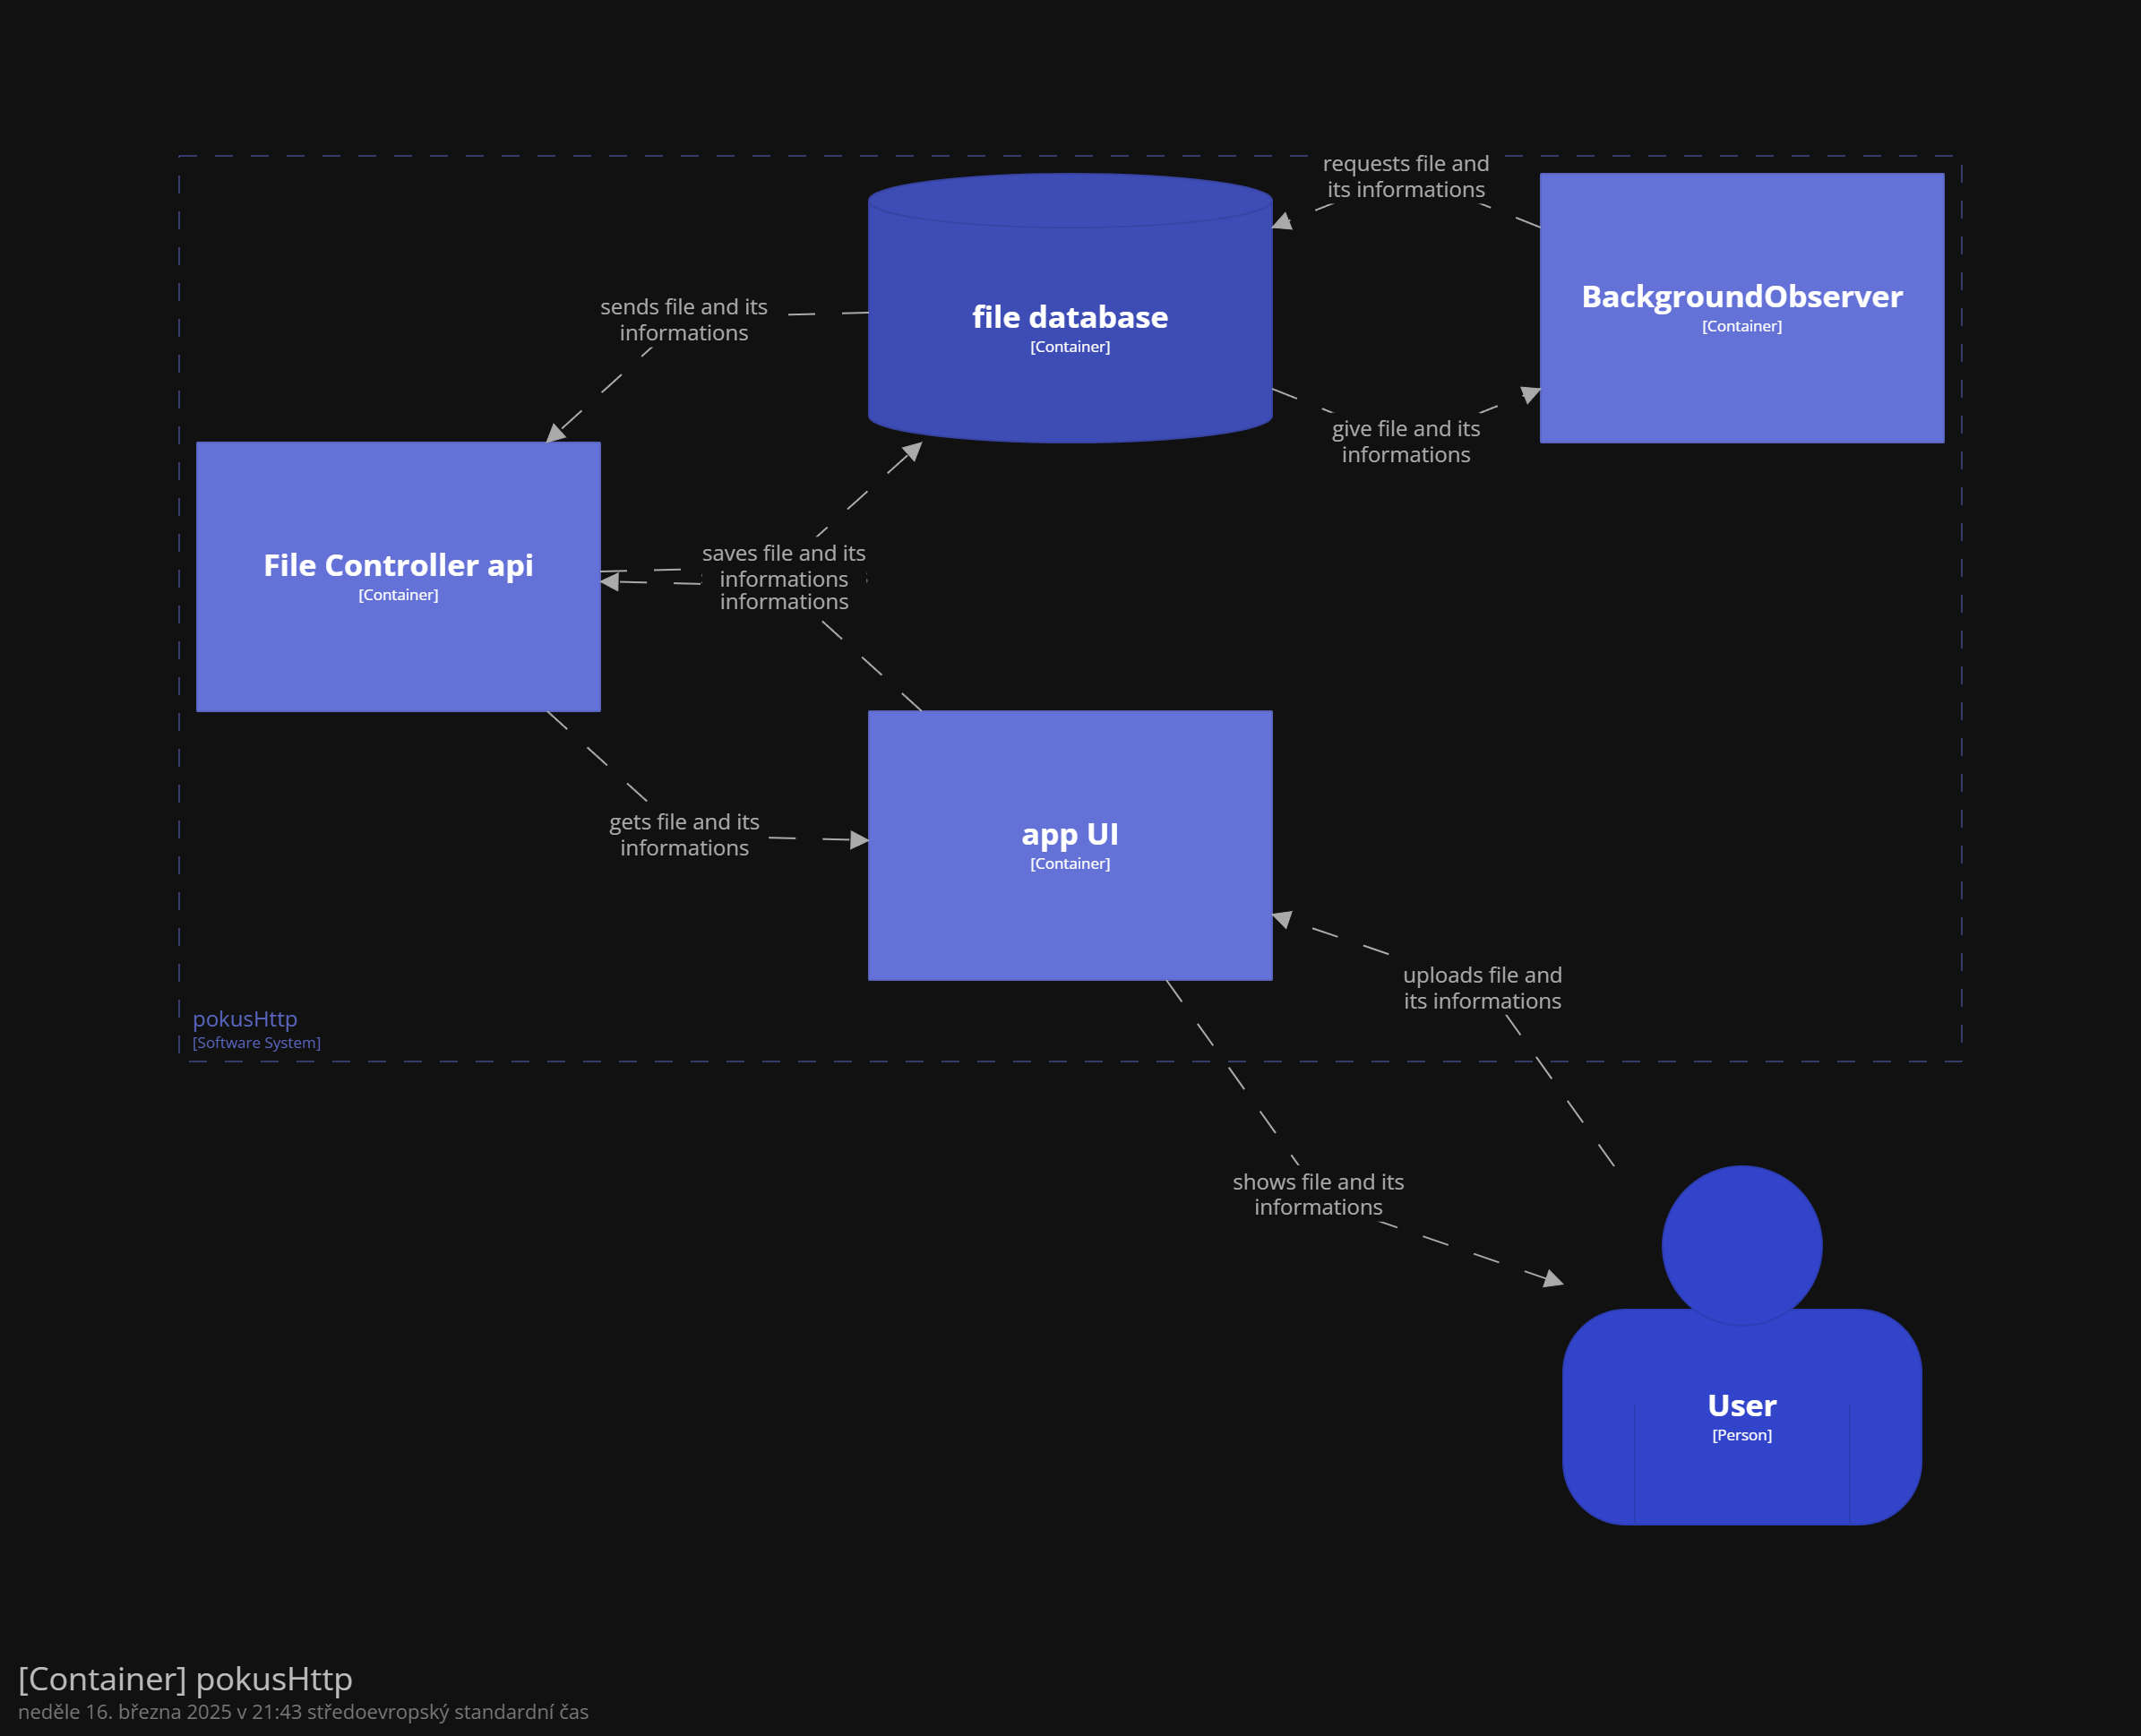 requests file and
its informations
file database
[Container]
BackgroundObserver
[Container]
sends file and its
informations
give file and its
informations
File Controller api
[Container]
saves file and its
informations
informations
gets file and its
informations
app UI
[Container]
uploads file and
its informations
pokusHttp
[Software System]
shows file and its
informations
User
[Person]
[Container] pokusHttp
neděle 16. března 2025 v 21:43 středoevropský standardní čas